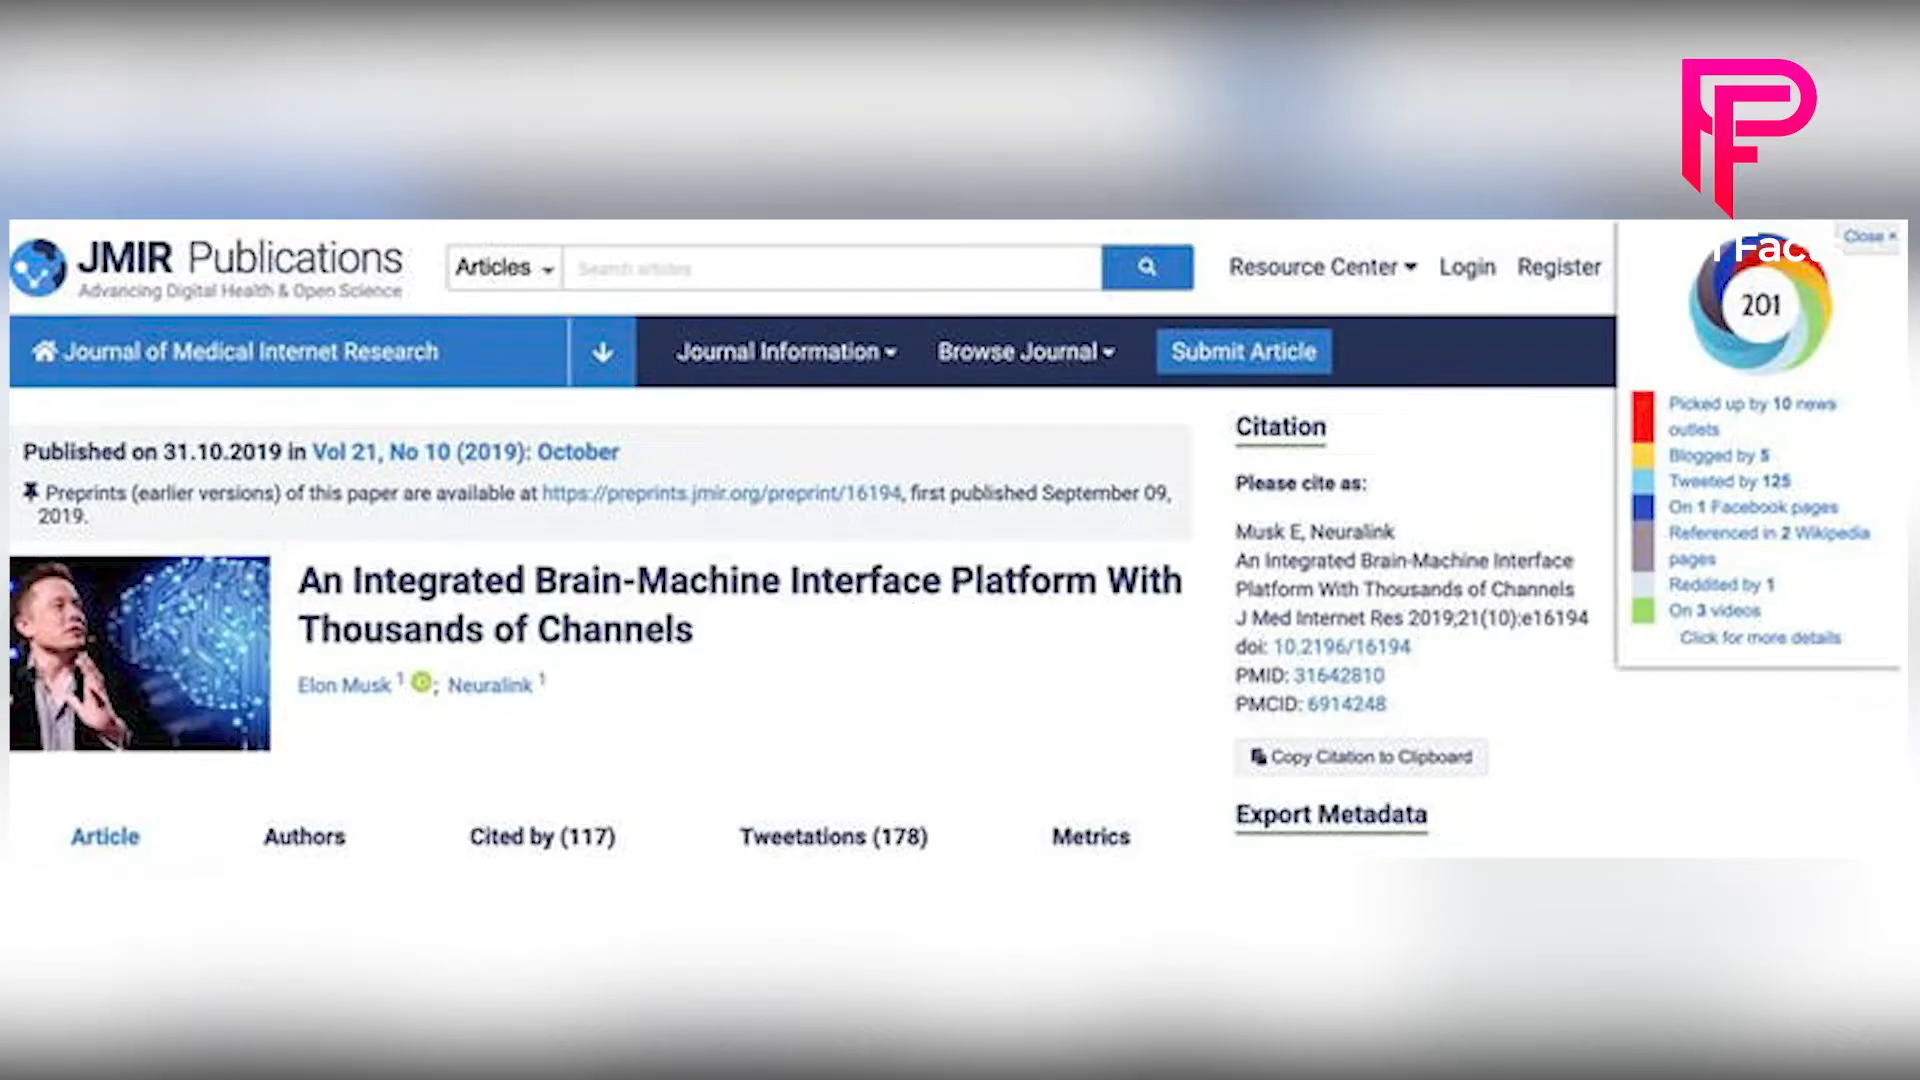 JMIR Publications
Advancing Digital Health & Open Science
Articles
Search articles
Resource Center
Login
Register
Close ×
201
Journal of Medical Internet Research
Journal Information
Browse Journal
Submit Article
Published on 31.10.2019 in Vol 21, No 10 (2019): October
Preprints (earlier versions) of this paper are available at https://preprints.jmir.org/preprint/16194, first published September 09,
2019.
An Integrated Brain-Machine Interface Platform With
Thousands of Channels
Elon Musk 1 iD; Neuralink 1
Article
Authors
Cited by (117)
Tweetations (178)
Metrics
Citation
Please cite as:
Musk E, Neuralink
An Integrated Brain-Machine Interface
Platform With Thousands of Channels
J Med Internet Res 2019;21(10):e16194
doi: 10.2196/16194
PMID: 31642810
PMCID: 6914248
Copy Citation to Clipboard
Export Metadata
Picked up by 10 news
outlets
Blogged by 5
Tweeted by 125
On 1 Facebook pages
Referenced in 2 Wikipedia
pages
Reddited by 1
On 3 videos
Click for more details